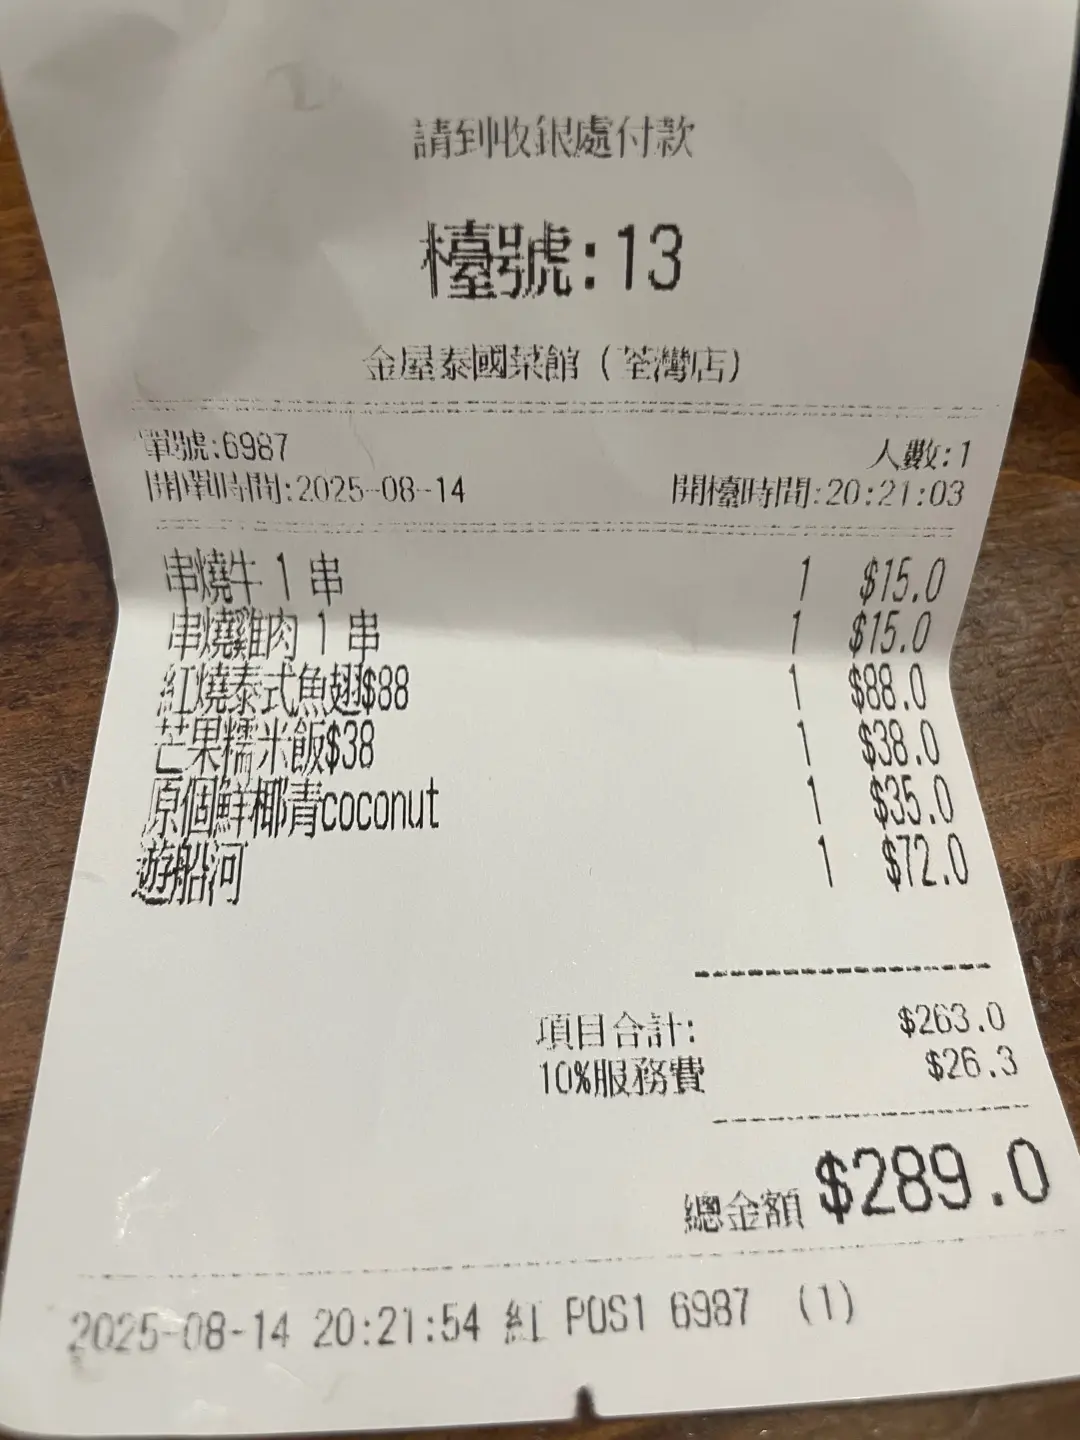 請到收銀處付款
檯號:13
金屋泰國菜館（荃灣店）
單號:6987 人數:1
開單時間:2025-08-14 開檯時間:20:21:03
串燒牛 1 串 1 $15.0
串燒雞肉 1 串 1 $15.0
紅燒泰式魚翅$88 1 $88.0
芒果糯米飯$38 1 $38.0
原個鮮椰青coconut 1 $35.0
遊船河 1 $72.0
項目合計: $263.0
10%服務費 $26.3
總金額 $289.0
2025-08-14 20:21:54 紅 POS1 6987 (1)